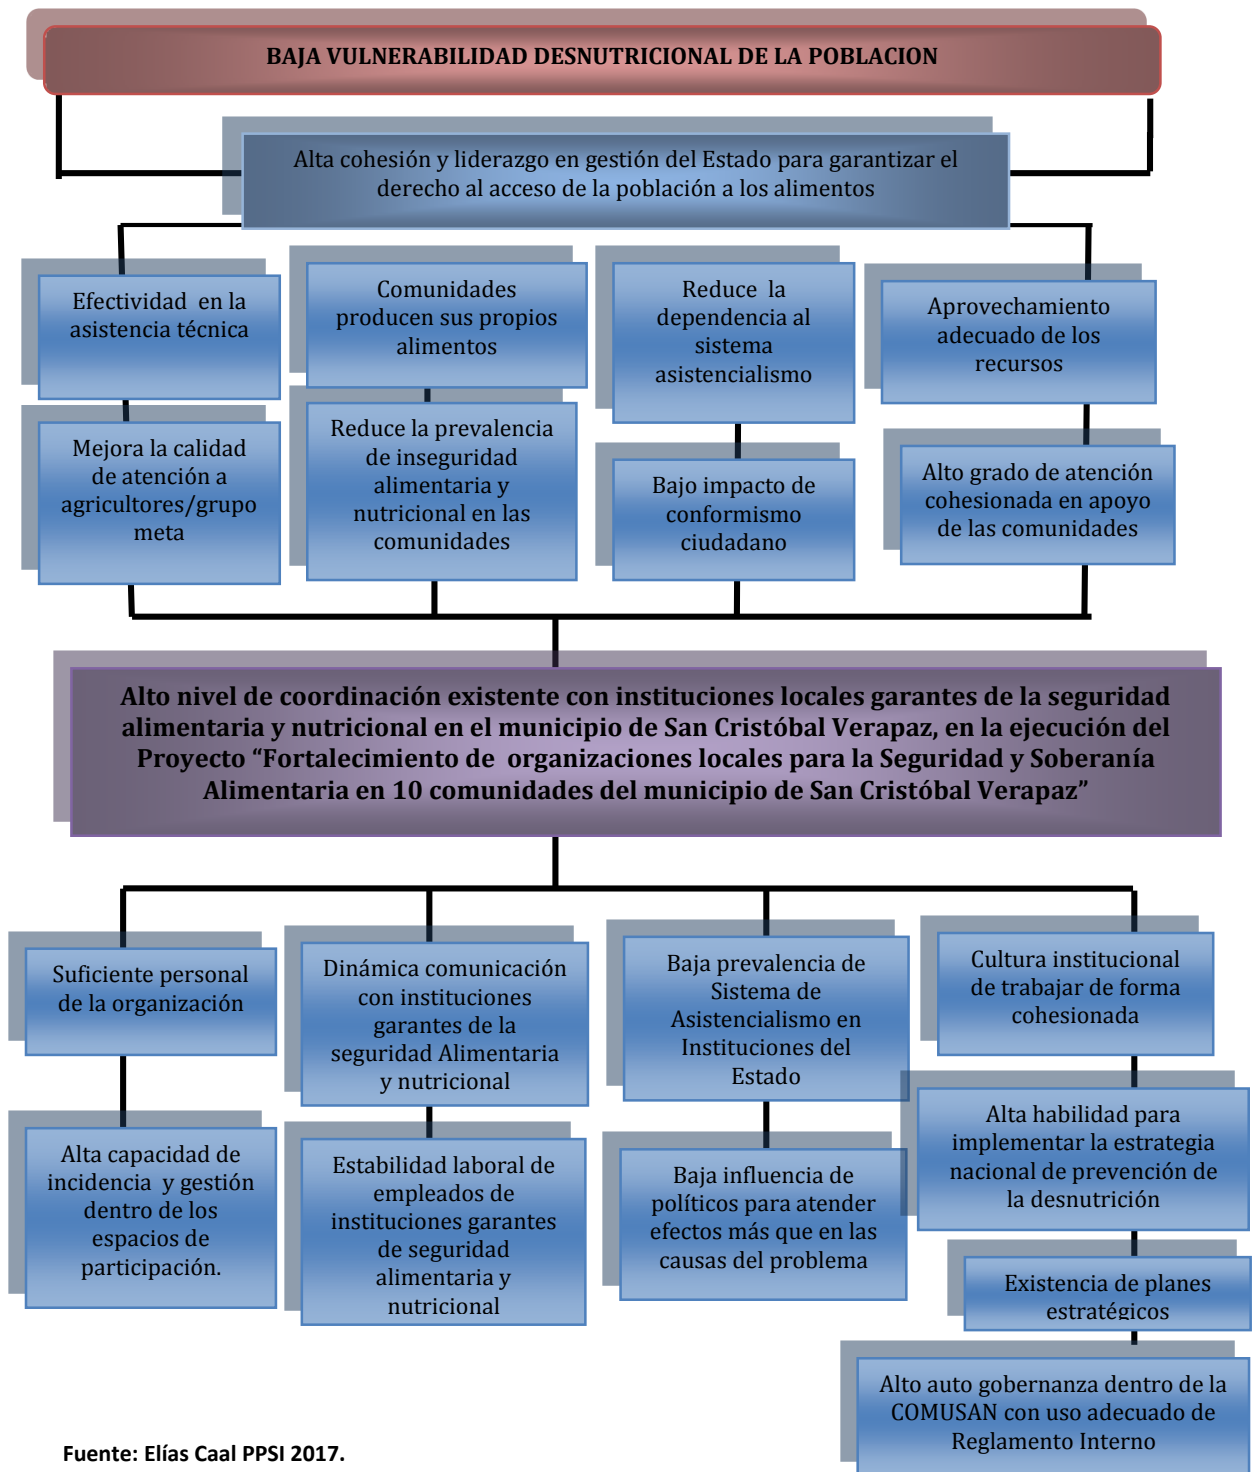 BAJA VULNERABILIDAD DESNUTRICIONAL DE LA POBLACION
Alta cohesión y liderazgo en gestión del Estado para garantizar el
derecho al acceso de la población a los alimentos
Efectividad en la
asistencia técnica
Comunidades
producen sus propios
alimentos
Reduce la
dependencia al
sistema
asistencialismo
Aprovechamiento
adecuado de los
recursos
Mejora la calidad
de atención a
agricultores/grupo
meta
Reduce la prevalencia
de inseguridad
alimentaria y
nutricional en las
comunidades
Bajo impacto de
conformismo
ciudadano
Alto grado de atención
cohesionada en apoyo
de las comunidades
Alto nivel de coordinación existente con instituciones locales garantes de la seguridad
alimentaria y nutricional en el municipio de San Cristóbal Verapaz, en la ejecución del
Proyecto “Fortalecimiento de organizaciones locales para la Seguridad y Soberanía
Alimentaria en 10 comunidades del municipio de San Cristóbal Verapaz”
Suficiente personal
de la organización
Dinámica comunicación
con instituciones
garantes de la
seguridad Alimentaria
y nutricional
Baja prevalencia de
Sistema de
Asistencialismo en
Instituciones del
Estado
Cultura institucional
de trabajar de forma
cohesionada
Alta capacidad de
incidencia y gestión
dentro de los
espacios de
participación.
Estabilidad laboral de
empleados de
instituciones garantes
de seguridad
alimentaria y
nutricional
Baja influencia de
políticos para atender
efectos más que en las
causas del problema
Alta habilidad para
implementar la estrategia
nacional de prevención de
la desnutrición
Existencia de planes
estratégicos
Alto auto gobernanza dentro de la
COMUSAN con uso adecuado de
Reglamento Interno
Fuente: Elías Caal PPSI 2017.